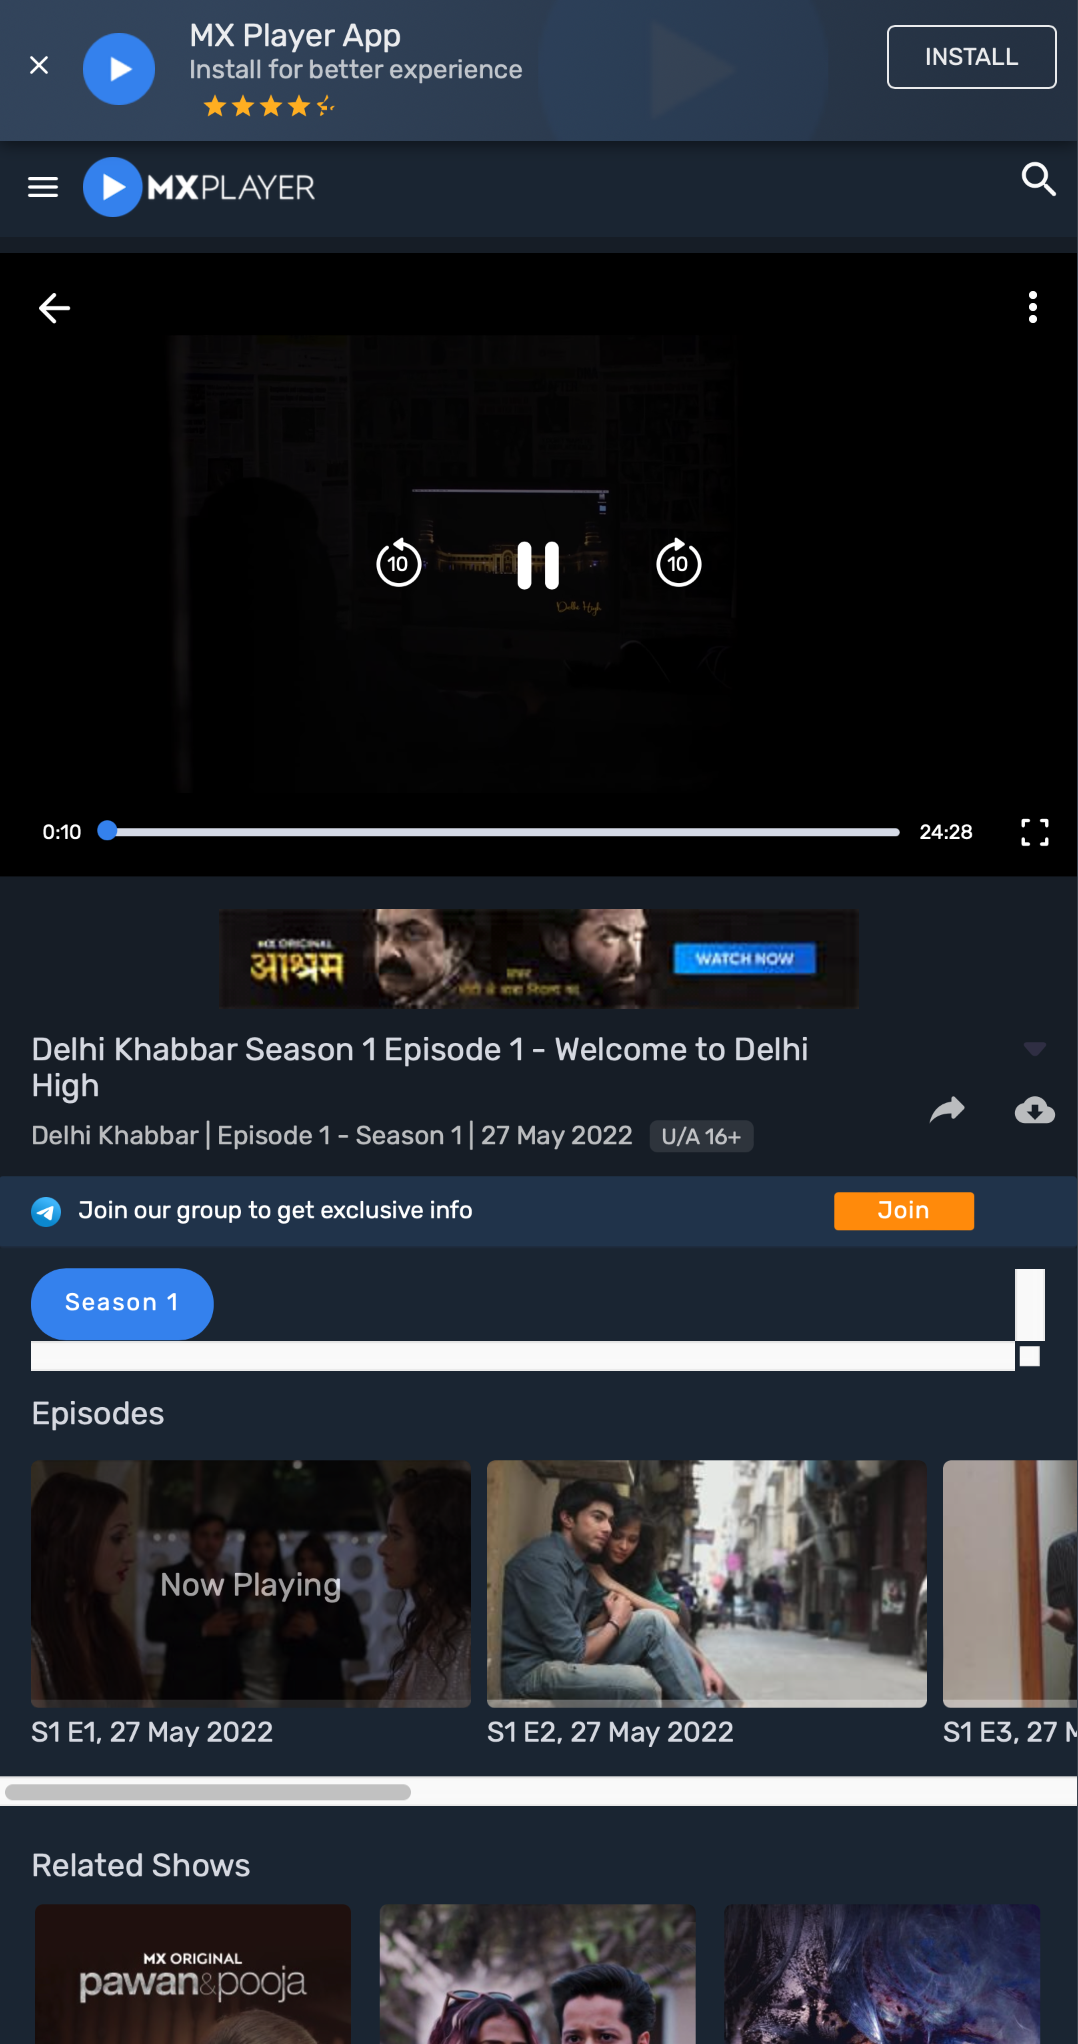 MX Player App
Install for better experience
INSTALL
MXPLAYER
10
10
Delhi High
0:10
24:28
MX ORIGINAL
आश्रम
WATCH NOW
Delhi Khabbar Season 1 Episode 1 - Welcome to Delhi
High
Delhi Khabbar | Episode 1 - Season 1 | 27 May 2022 U/A 16+
Join our group to get exclusive info
Join
Season 1
Episodes
Now Playing
S1 E1, 27 May 2022
S1 E2, 27 May 2022
S1 E3, 27 M
Related Shows
MX ORIGINAL
pawan&pooja